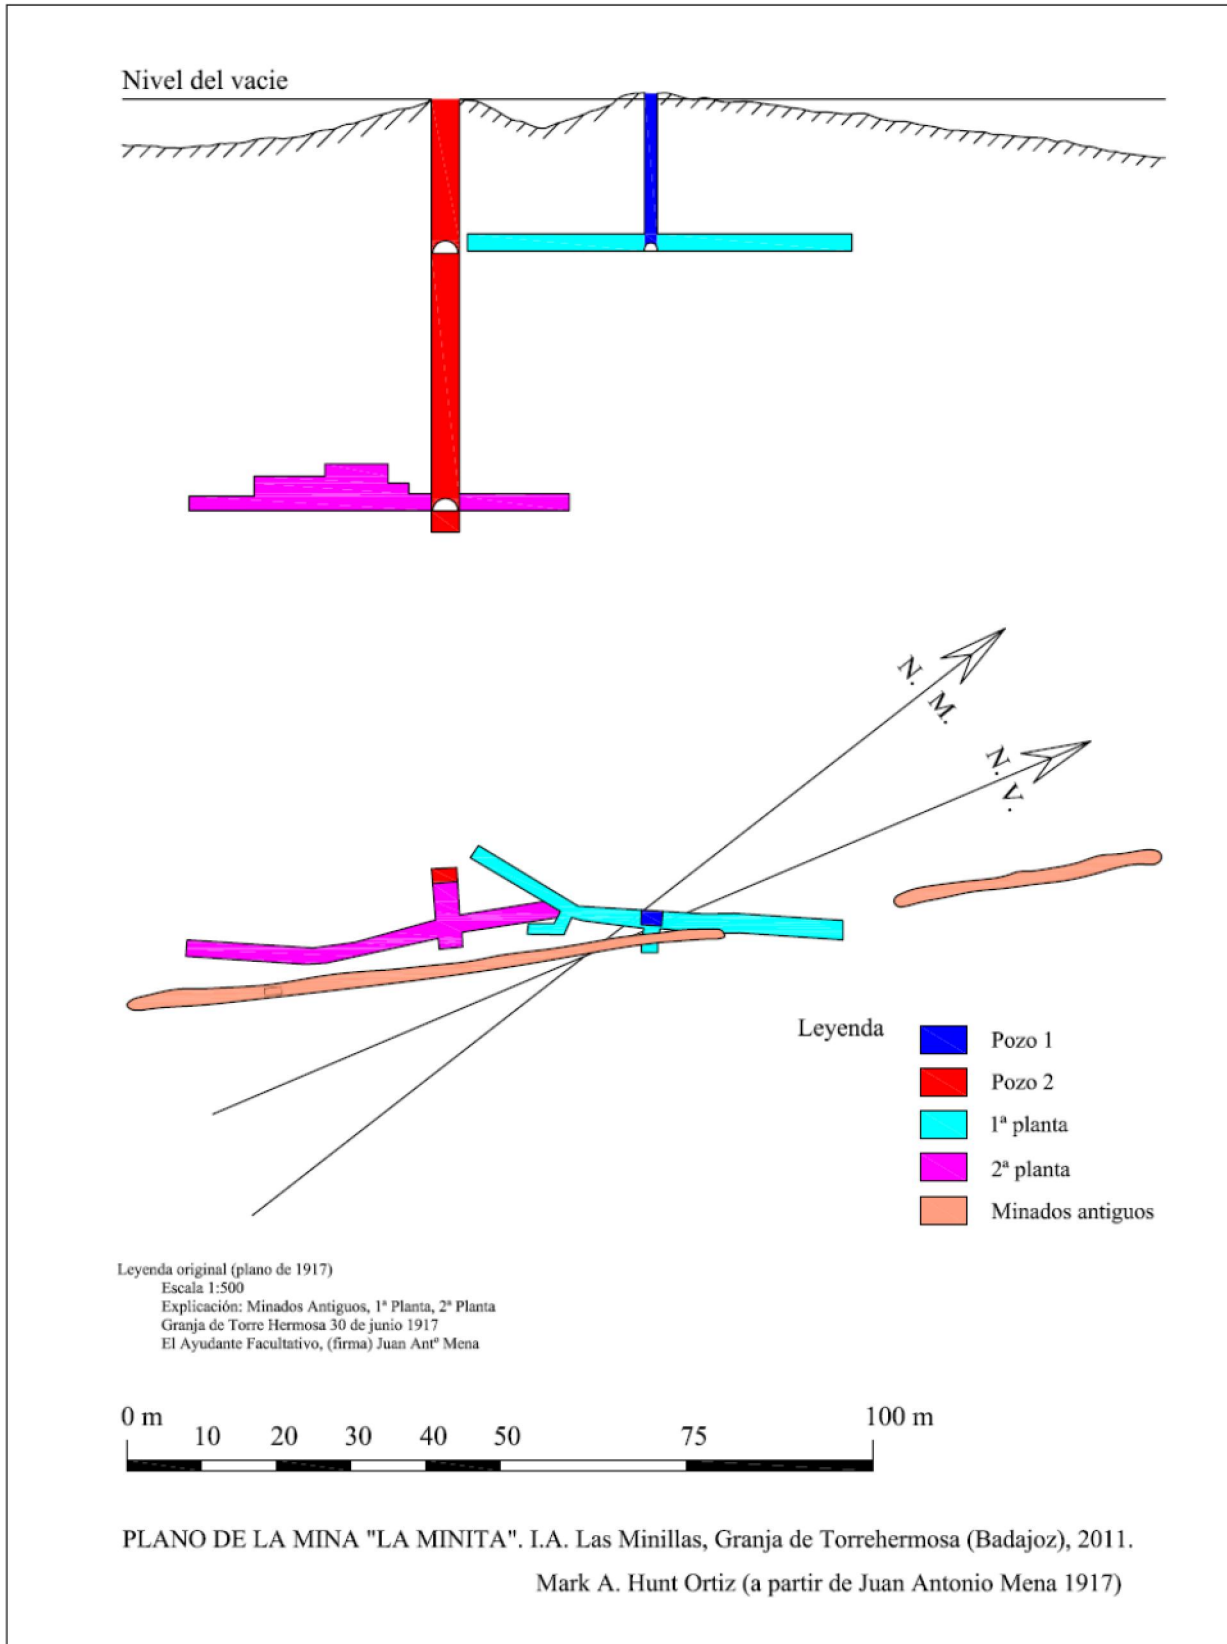 Nivel del vacie
N. M.
N. V.
Leyenda
Pozo 1
Pozo 2
1ª planta
2ª planta
Minados antiguos
Leyenda original (plano de 1917)
Escala 1:500
Explicación: Minados Antiguos, 1ª Planta, 2ª Planta
Granja de Torre Hermosa 30 de junio 1917
El Ayudante Facultativo, (firma) Juan Antº Mena
0 m 10 20 30 40 50 75 100 m
PLANO DE LA MINA "LA MINITA". I.A. Las Minillas, Granja de Torrehermosa (Badajoz), 2011.
Mark A. Hunt Ortiz (a partir de Juan Antonio Mena 1917)